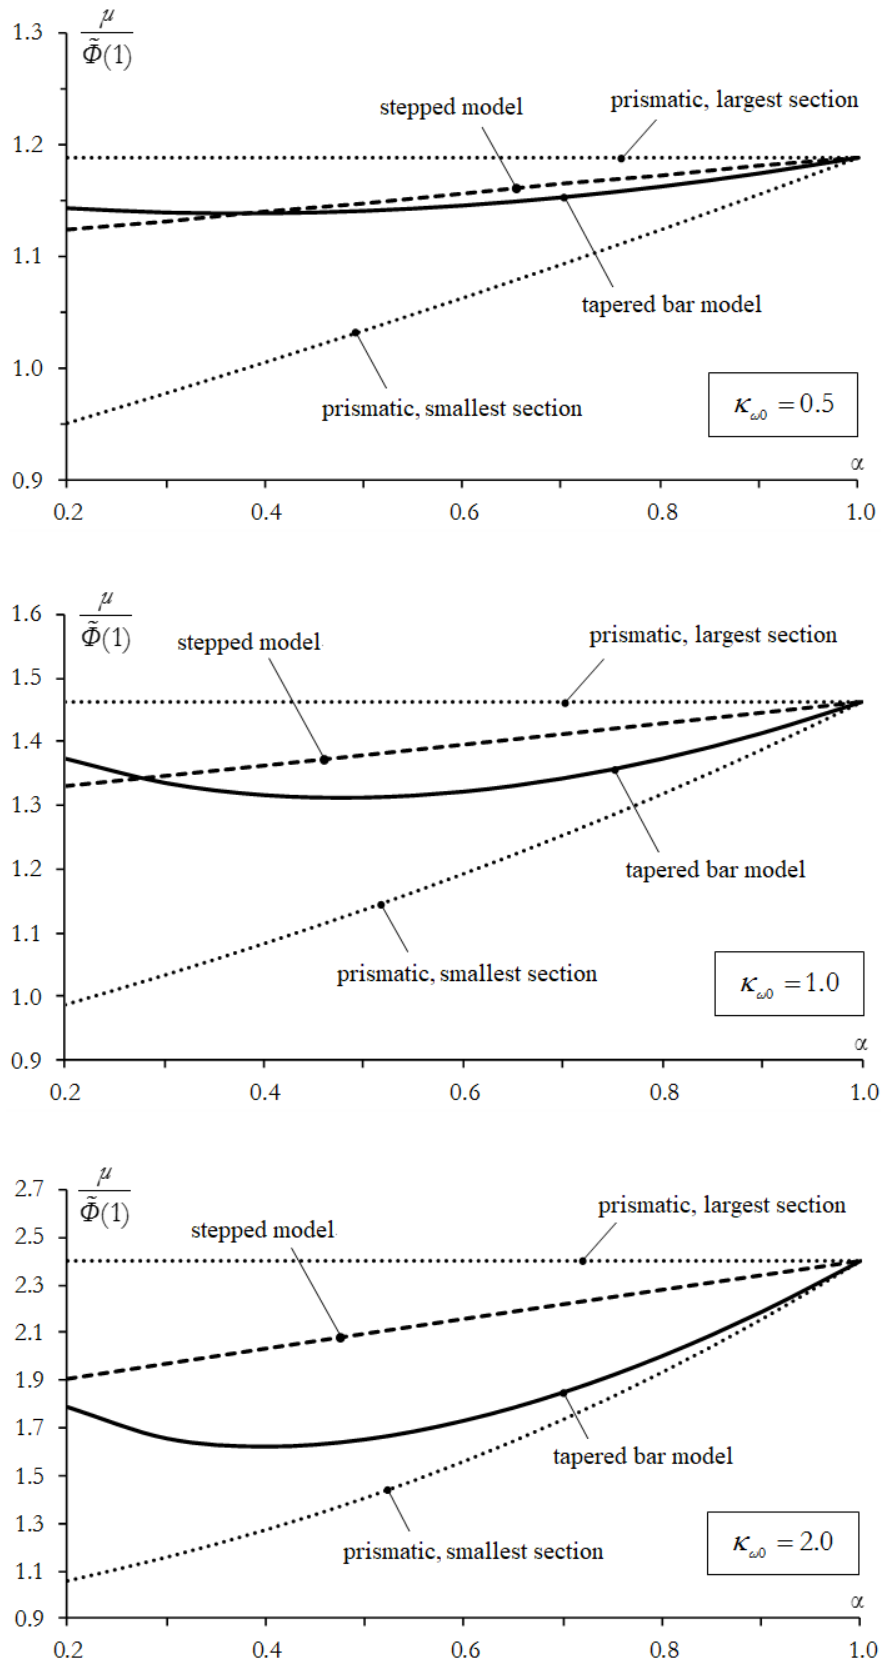 μ
Φ̃(1)
1.3
prismatic, largest section
stepped model
1.2
1.1
tapered bar model
1.0
prismatic, smallest section
κω0 = 0.5
0.9
α
0.2 0.4 0.6 0.8 1.0
μ
Φ̃(1)
1.6
prismatic, largest section
stepped model
1.5
1.4
1.3
tapered bar model
1.2
1.1
prismatic, smallest section
κω0 = 1.0
1.0
0.9
α
0.2 0.4 0.6 0.8 1.0
μ
Φ̃(1)
2.7
prismatic, largest section
stepped model
2.5
2.3
2.1
1.9
1.7
tapered bar model
1.5
1.3
prismatic, smallest section
κω0 = 2.0
1.1
0.9
α
0.2 0.4 0.6 0.8 1.0